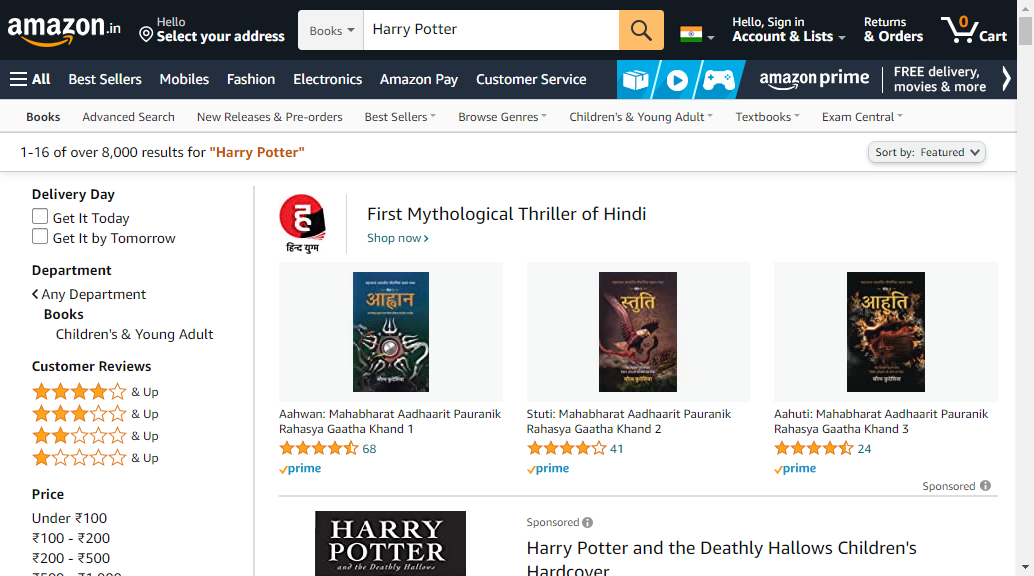 amazon.in
Hello
Select your address
Books
Harry Potter
Hello, Sign in
Account & Lists
Returns
& Orders
0
Cart
All
Best Sellers
Mobiles
Fashion
Electronics
Amazon Pay
Customer Service
amazon prime
FREE delivery,
movies & more
Books
Advanced Search
New Releases & Pre-orders
Best Sellers
Browse Genres
Children's & Young Adult
Textbooks
Exam Central
1-16 of over 8,000 results for "Harry Potter"
Sort by: Featured
Delivery Day
Get It Today
Get It by Tomorrow
Department
Any Department
Books
Children's & Young Adult
Customer Reviews
& Up
& Up
& Up
& Up
Price
Under ₹100
₹100 - ₹200
₹200 - ₹500
₹500 - ₹1,000
ह
हिन्द युग्म
First Mythological Thriller of Hindi
Shop now
आह्वान
स्तुति
आहुति
सौरभ कुदेशिया
सौरभ कुदेशिया
सौरभ कुदेशिया
Aahwan: Mahabharat Aadhaarit Pauranik
Rahasya Gaatha Khand 1
68
prime
Stuti: Mahabharat Aadhaarit Pauranik
Rahasya Gaatha Khand 2
41
prime
Aahuti: Mahabharat Aadhaarit Pauranik
Rahasya Gaatha Khand 3
24
prime
Sponsored
HARRY
POTTER
and the Deathly Hallows
Sponsored
Harry Potter and the Deathly Hallows Children's
Hardcover